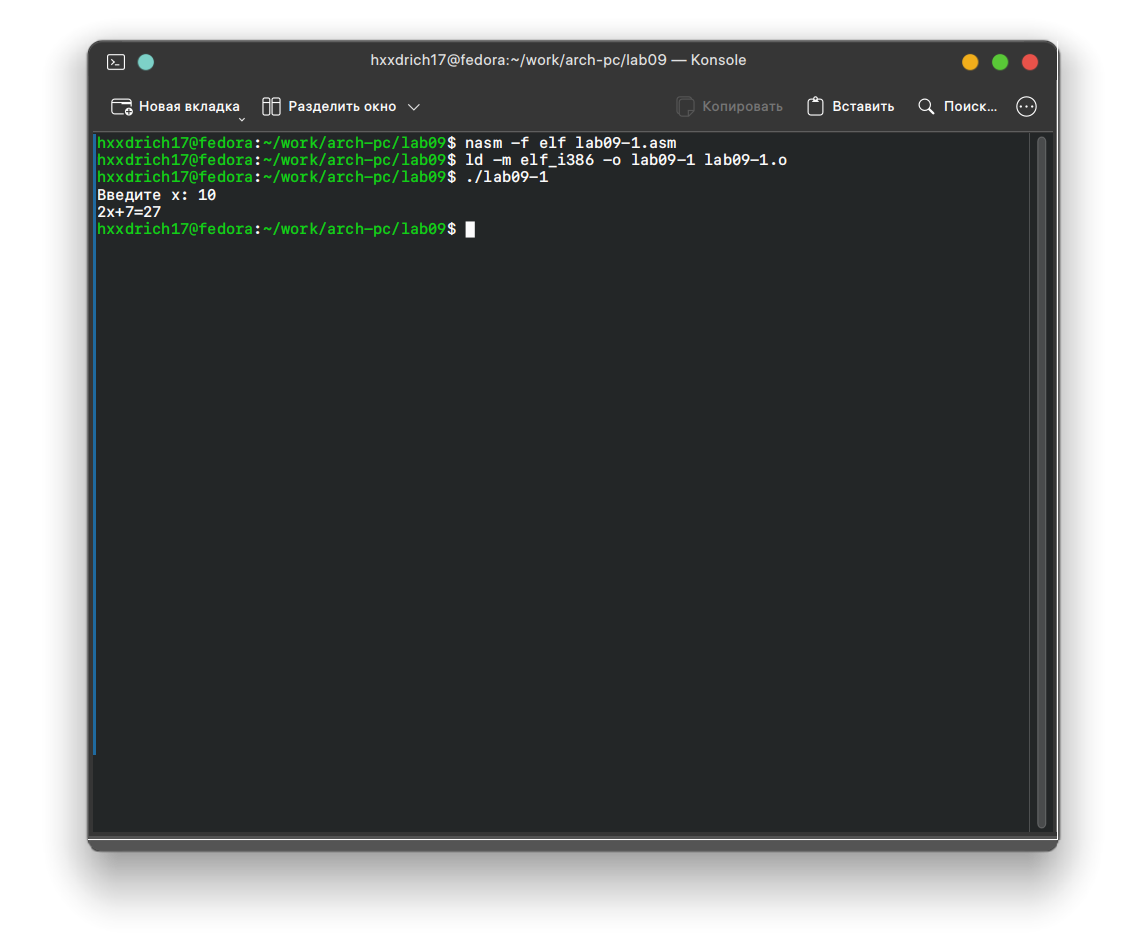 hxxdrich17@fedora:~/work/arch-pc/lab09 — Konsole
Новая вкладка Разделить окно Копировать Вставить Поиск...
hxxdrich17@fedora:~/work/arch-pc/lab09$ nasm -f elf lab09-1.asm
hxxdrich17@fedora:~/work/arch-pc/lab09$ ld -m elf_i386 -o lab09-1 lab09-1.o
hxxdrich17@fedora:~/work/arch-pc/lab09$ ./lab09-1
Введите x: 10
2x+7=27
hxxdrich17@fedora:~/work/arch-pc/lab09$